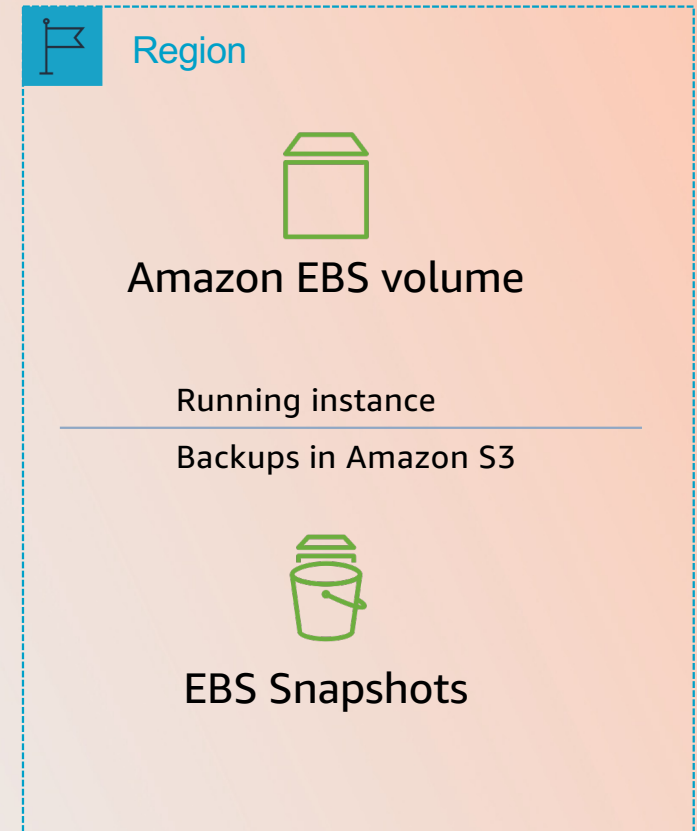 Region
Amazon EBS volume
Running instance
Backups in Amazon S3
EBS Snapshots